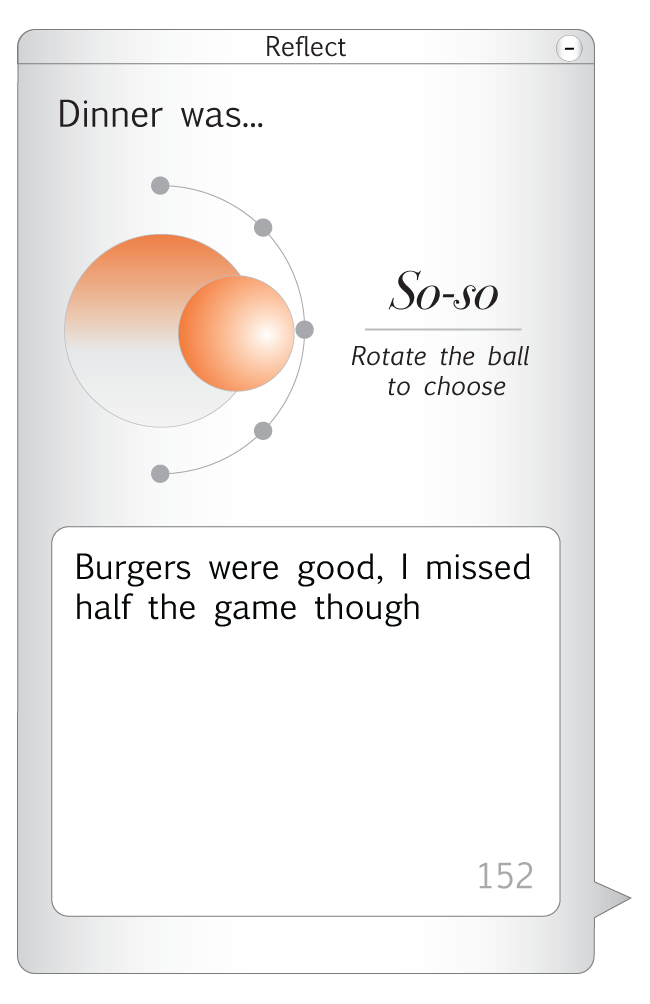 Reflect
-
Dinner was...
So-so
Rotate the ball
to choose
Burgers were good, I missed
half the game though
152